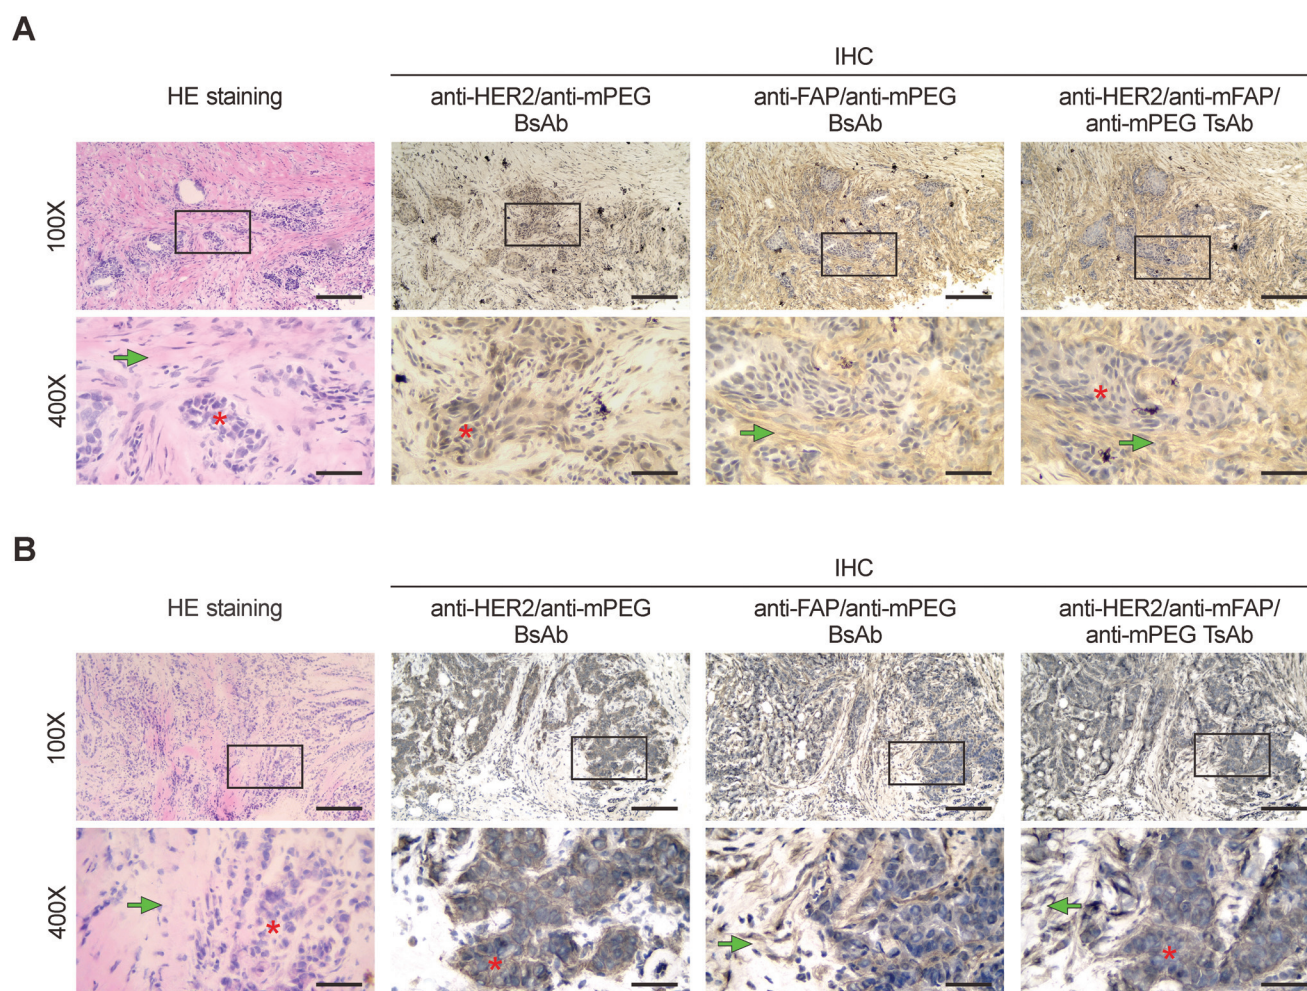 A
IHC
HE staining
anti-HER2/anti-mPEG
BsAb
anti-FAP/anti-mPEG
BsAb
anti-HER2/anti-mFAP/
anti-mPEG TsAb
100X
400X
B
IHC
HE staining
anti-HER2/anti-mPEG
BsAb
anti-FAP/anti-mPEG
BsAb
anti-HER2/anti-mFAP/
anti-mPEG TsAb
100X
400X